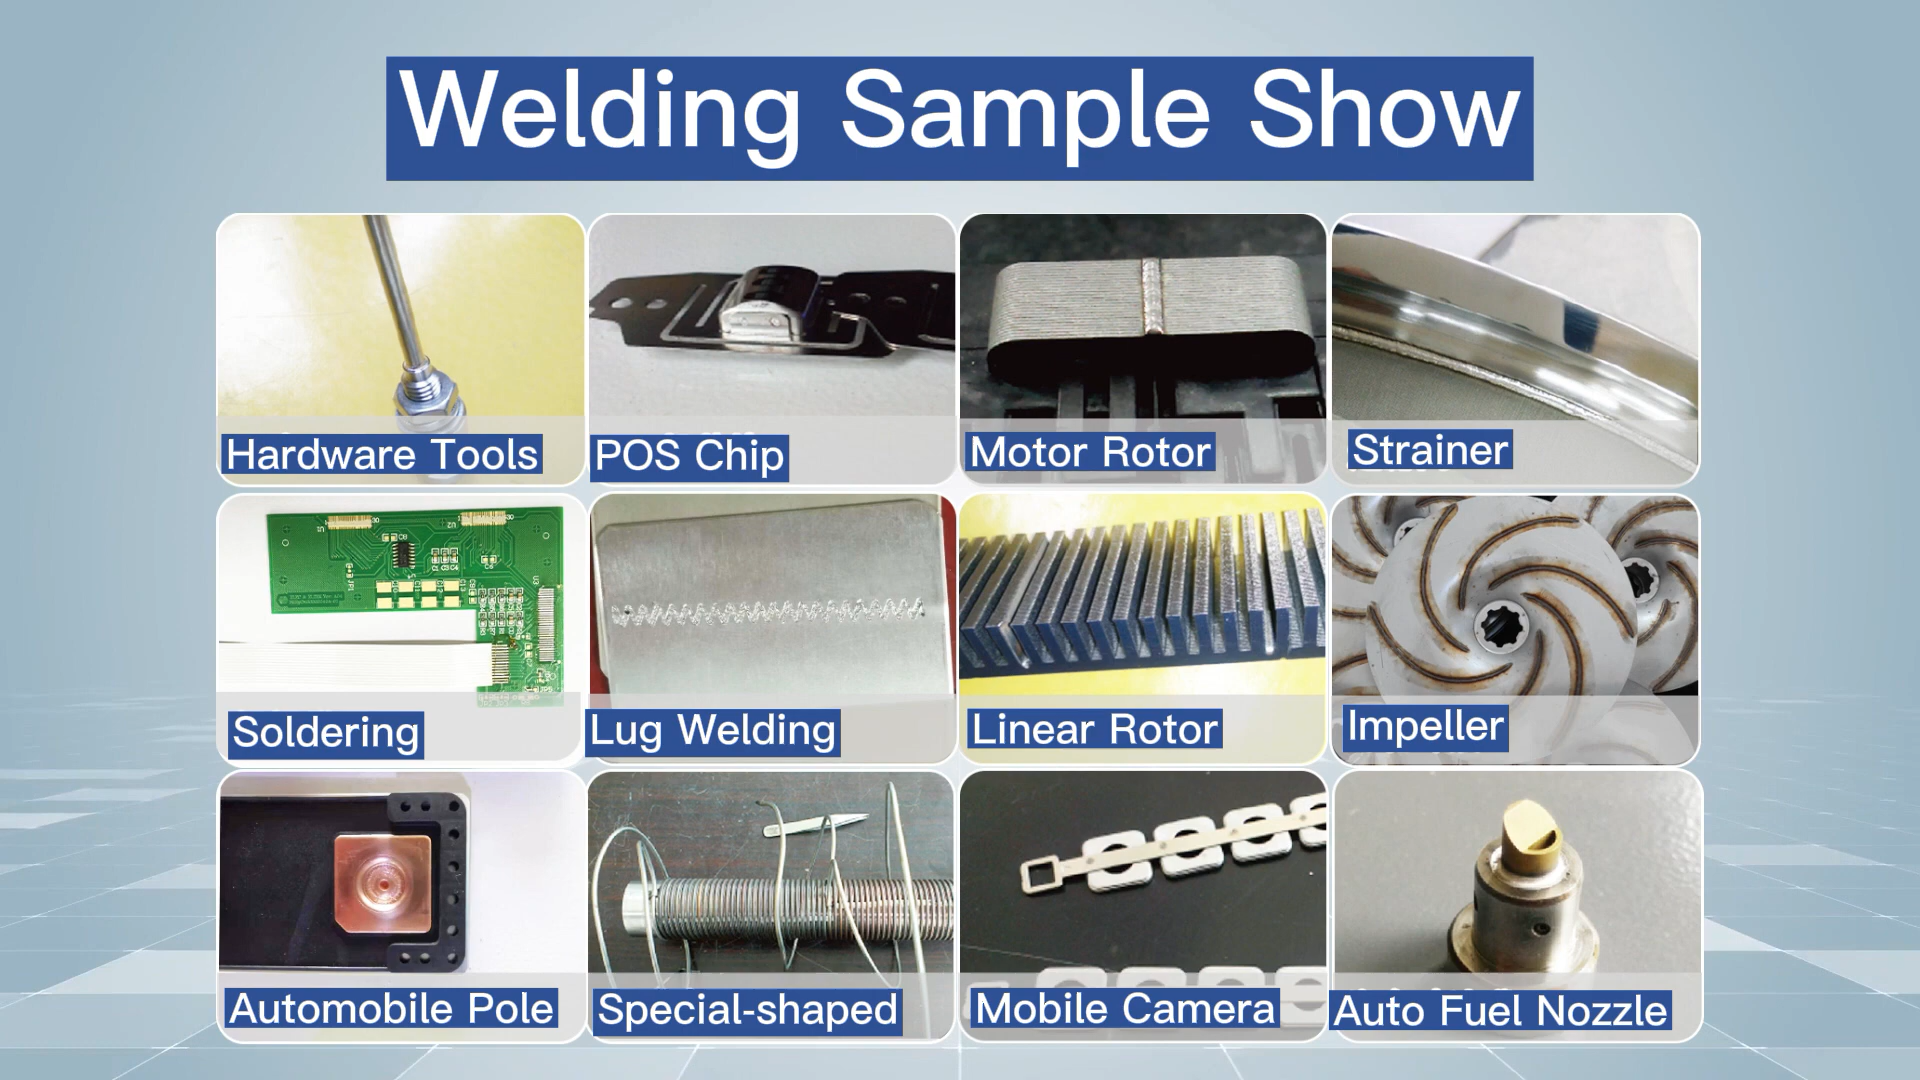 Welding Sample Show
Hardware Tools
POS Chip
Motor Rotor
Strainer
Soldering
Lug Welding
Linear Rotor
Impeller
Automobile Pole
Special-shaped
Mobile Camera
Auto Fuel Nozzle